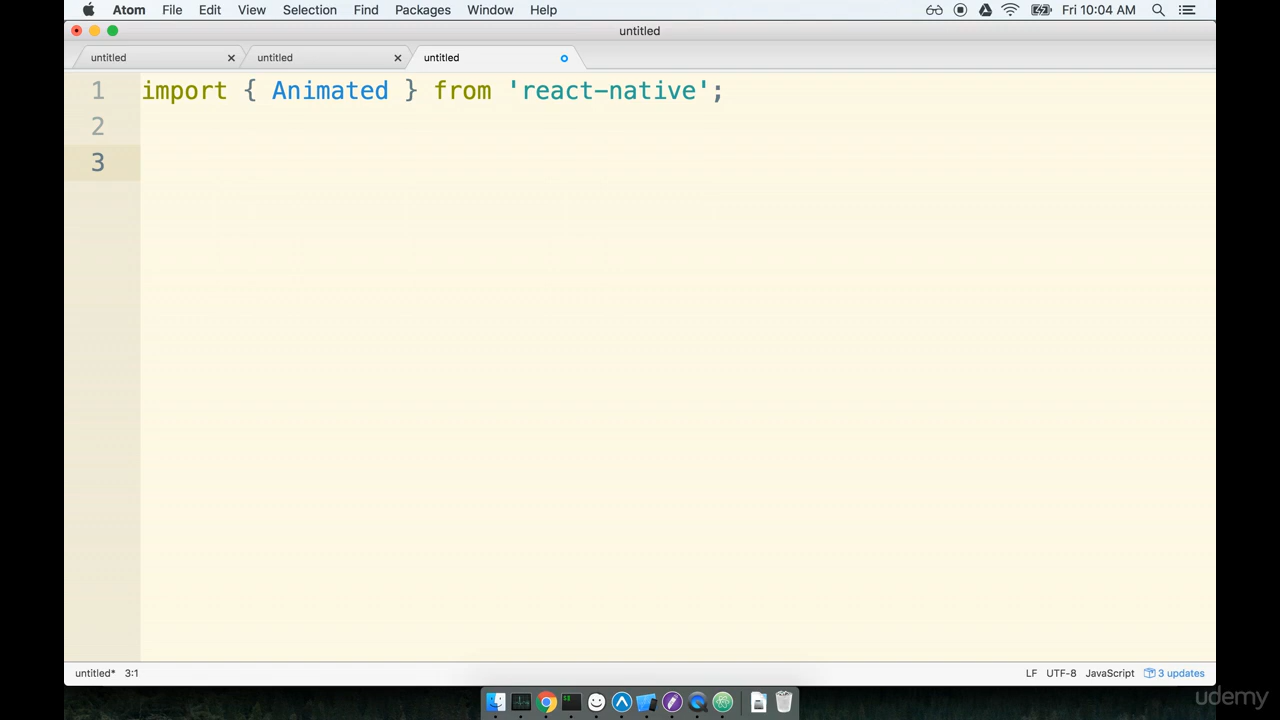 Atom File Edit View Selection Find Packages Window Help Fri 10:04 AM
untitled
untitled untitled untitled
1 import { Animated } from 'react-native';
2
3
untitled* 3:1 LF UTF-8 JavaScript 3 updates
udemy